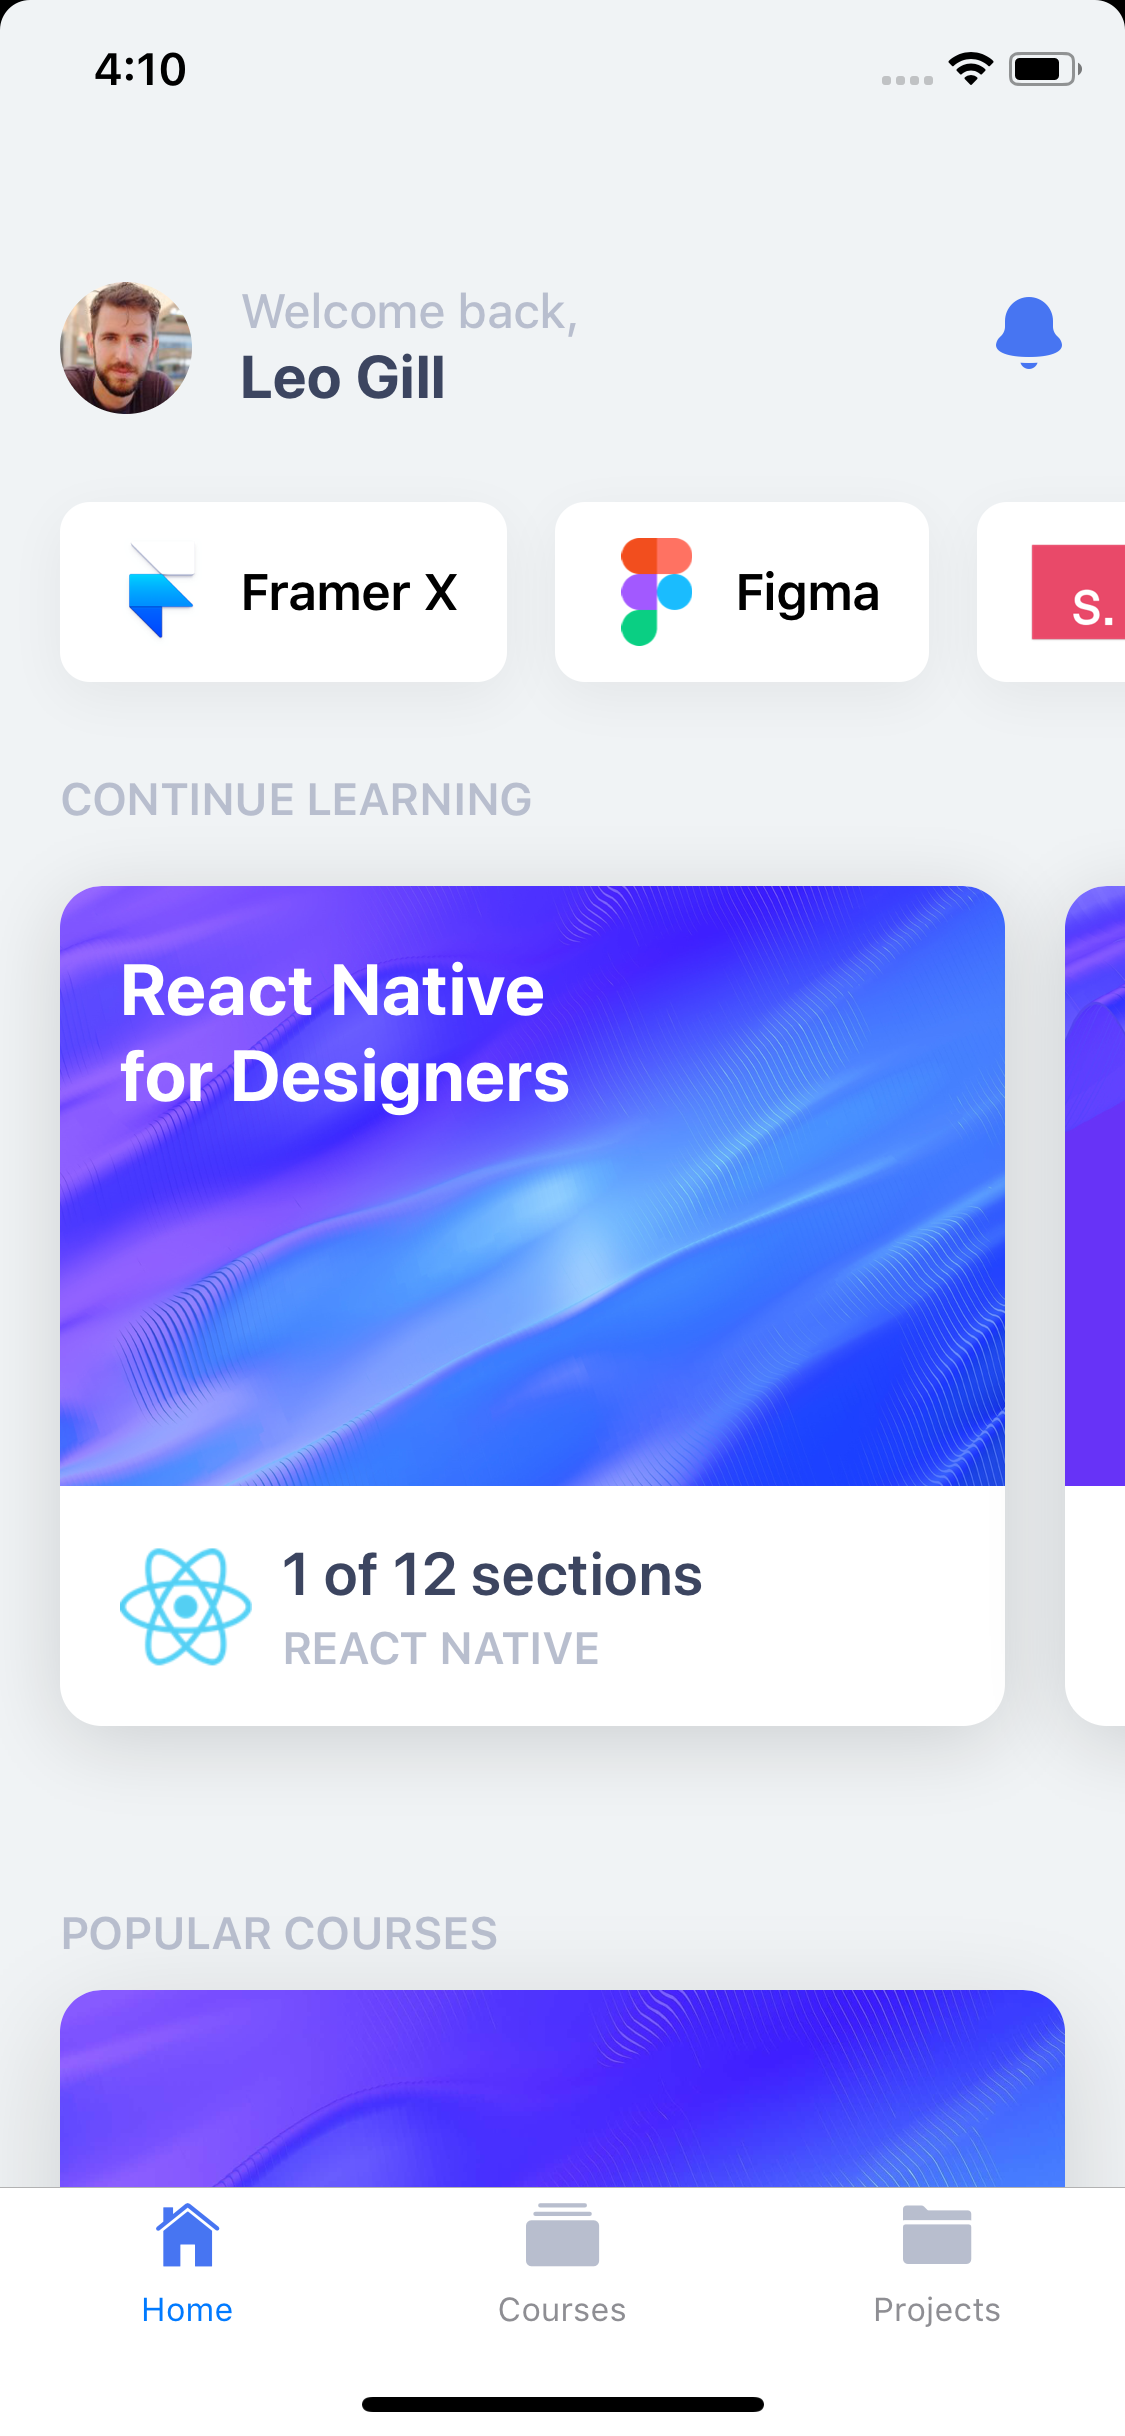 4:10
Welcome back,
Leo Gill
Framer X
Figma
S.
CONTINUE LEARNING
React Native
for Designers
1 of 12 sections
REACT NATIVE
POPULAR COURSES
Home
Courses
Projects